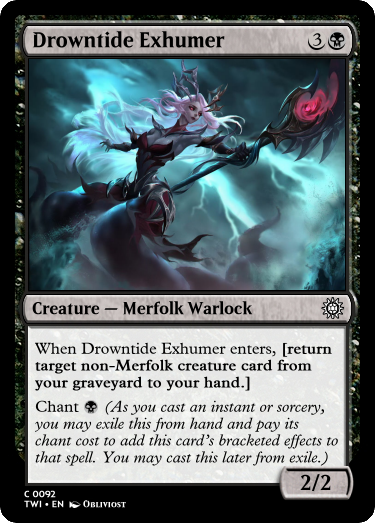 Drowntide Exhumer 3
Creature — Merfolk Warlock
When Drowntide Exhumer enters, [return
target non-Merfolk creature card from
your graveyard to your hand.]
Chant (As you cast an instant or sorcery,
you may exile this from hand and pay its
chant cost to add this card's bracketed effects to
that spell. You may cast this later from exile.)
2/2
C 0092
TWI • EN Obliviost